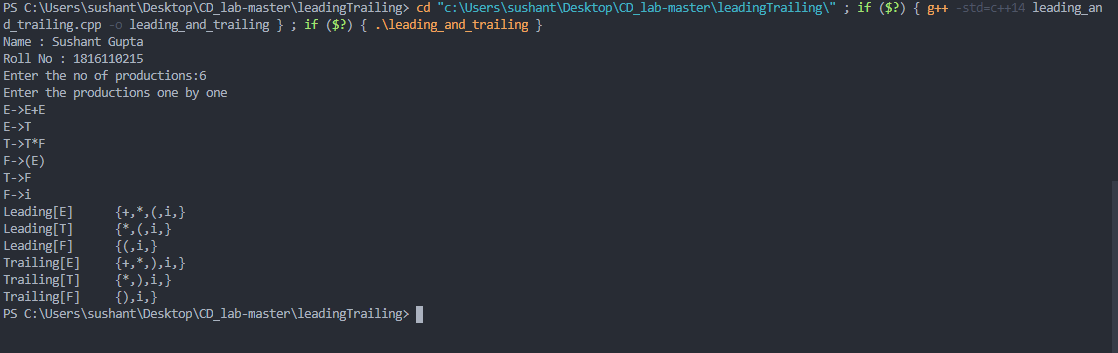 PS C:\Users\sushant\Desktop\CD_lab-master\leadingTrailing> cd "c:\Users\sushant\Desktop\CD_lab-master\leadingTrailing\" ; if ($?) { g++ -std=c++14 leading_an
d_trailing.cpp -o leading_and_trailing } ; if ($?) { .\leading_and_trailing }
Name : Sushant Gupta
Roll No : 1816110215
Enter the no of productions:6
Enter the productions one by one
E->E+E
E->T
T->T*F
F->(E)
T->F
F->i
Leading[E]      {+,*,(,i,}
Leading[T]      {*,(,i,}
Leading[F]      {(,i,}
Trailing[E]     {+,*,),i,}
Trailing[T]     {*,),i,}
Trailing[F]     {),i,}
PS C:\Users\sushant\Desktop\CD_lab-master\leadingTrailing>